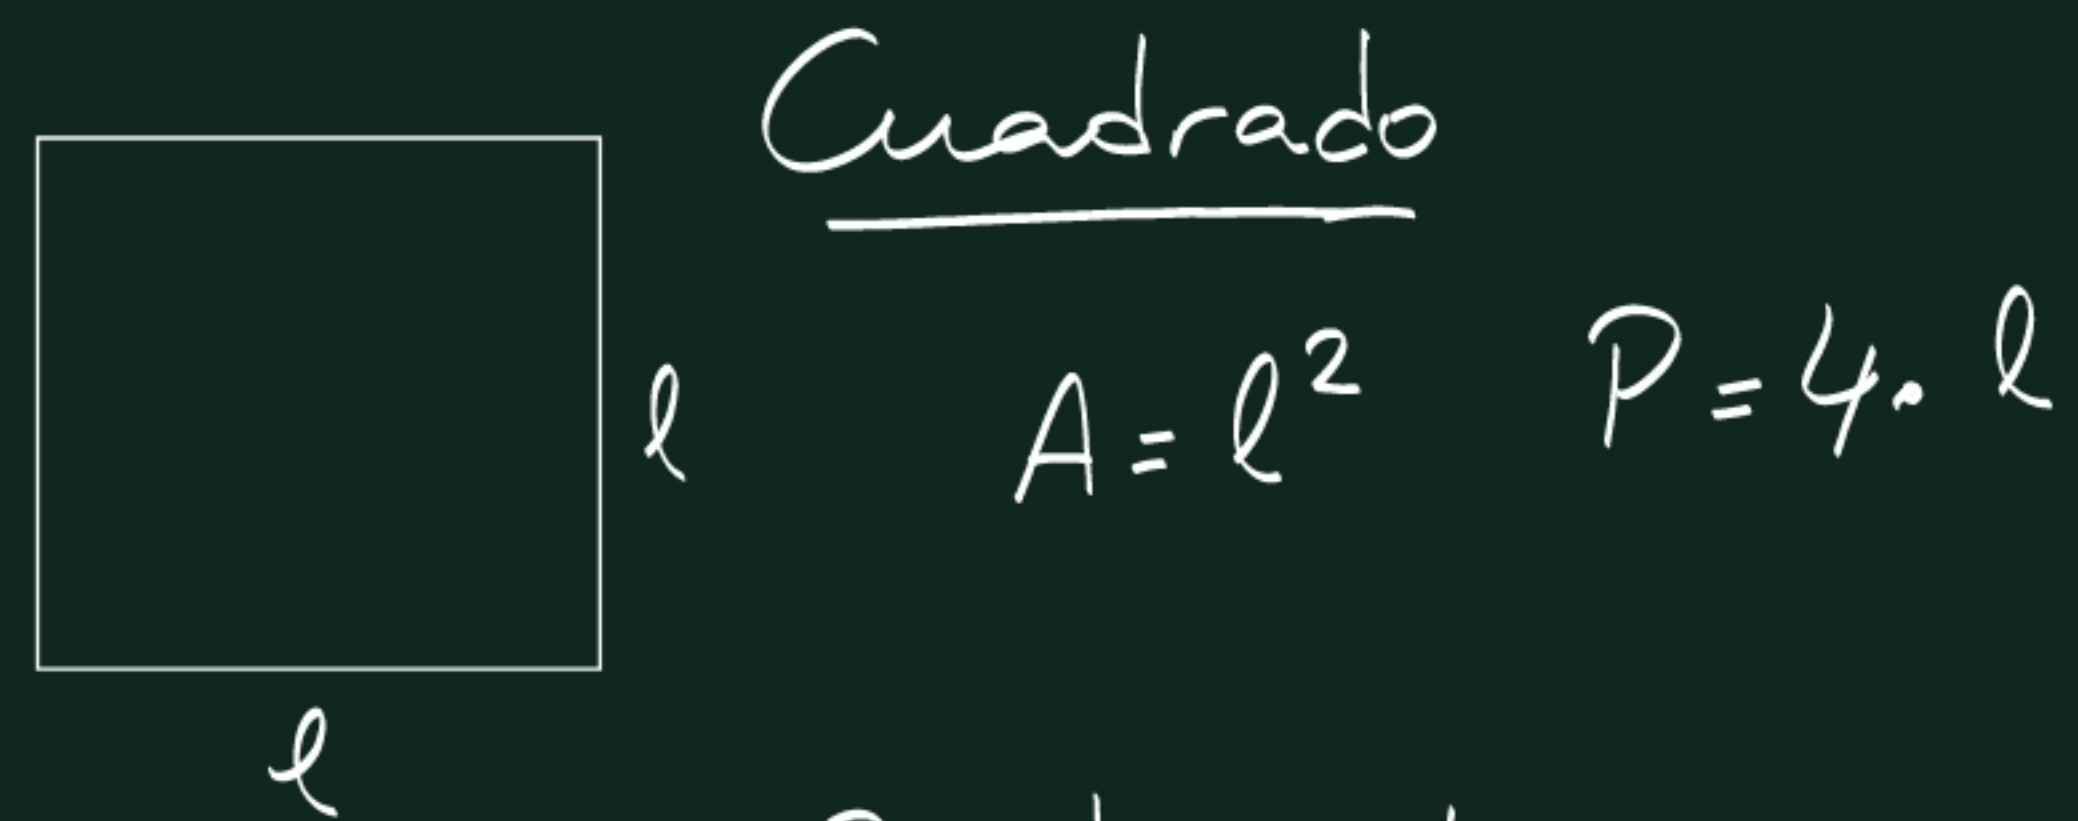 Cuadrado
l
A = l²
P = 4 . l
l